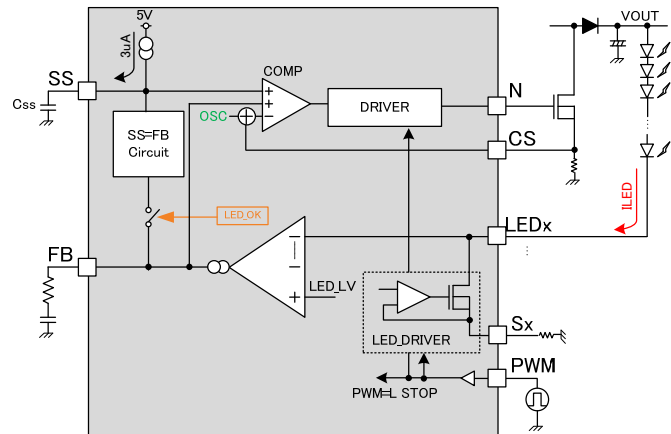 5V
3uA
VOUT
SS
COMP
N
Css
+
+
−
OSC
DRIVER
SS=FB
Circuit
CS
ILED
LED_OK
LEDx
FB
−
−
+
LED_LV
Sx
LED_DRIVER
PWM
PWM=L STOP